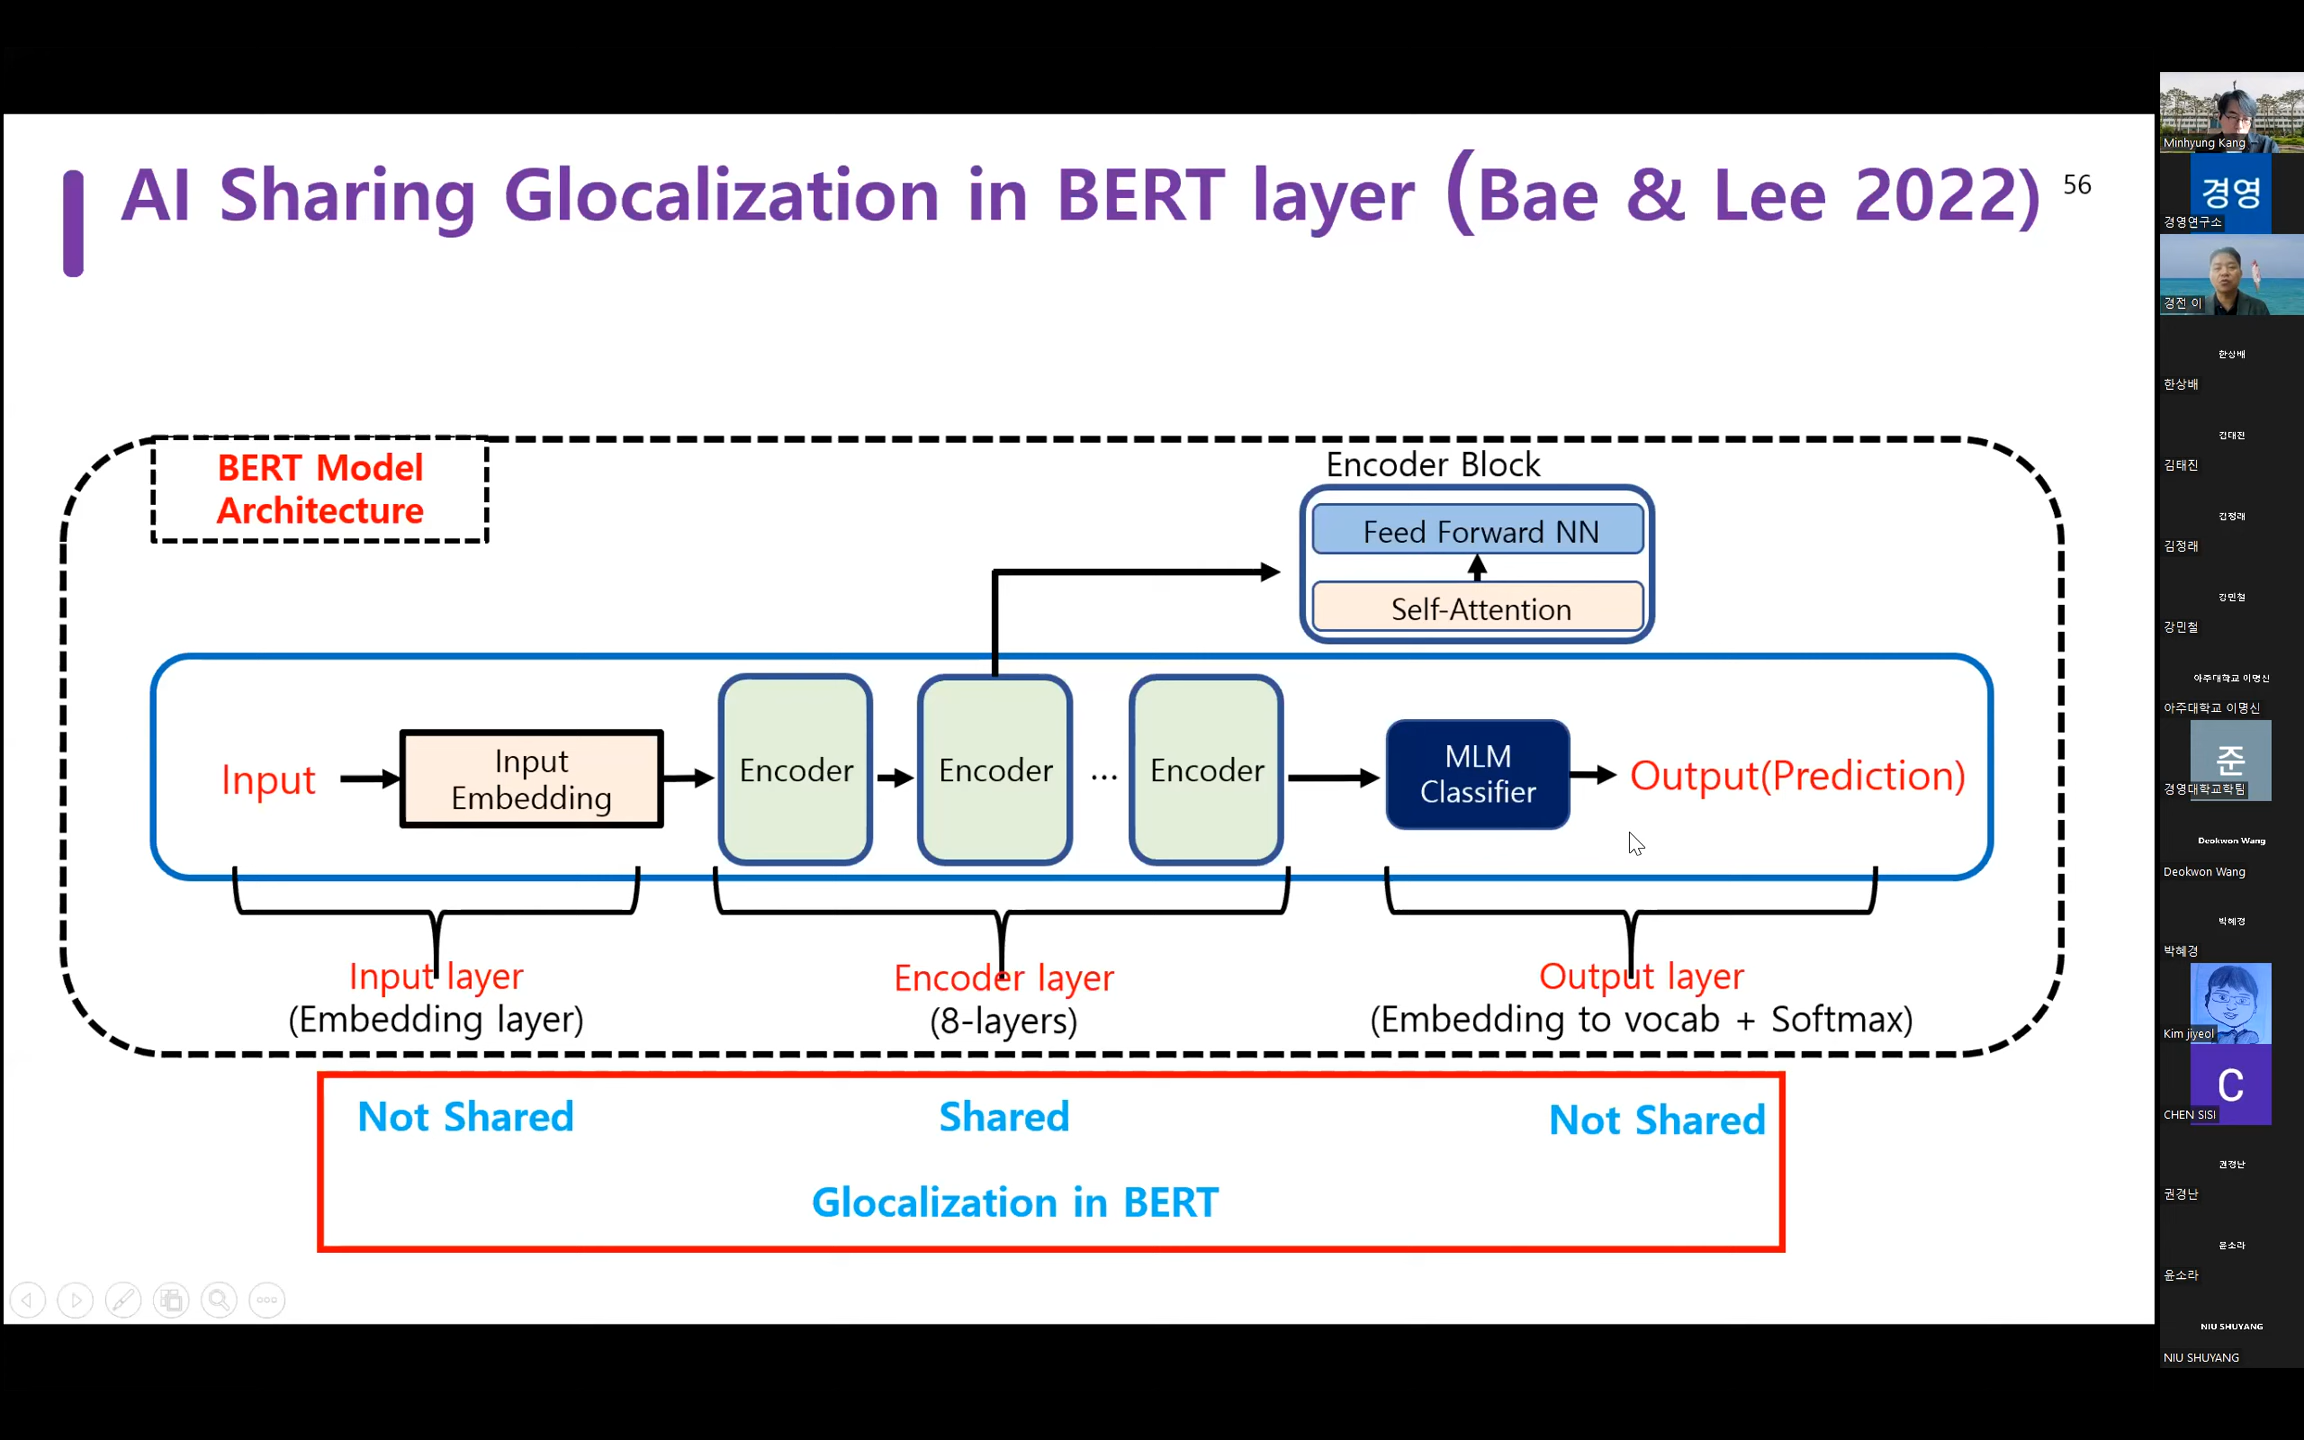 AI Sharing Glocalization in BERT layer (Bae & Lee 2022)
56
BERT Model
Architecture
Encoder Block
Feed Forward NN
Self-Attention
Input
Input
Embedding
Encoder
Encoder
...
Encoder
MLM
Classifier
Output(Prediction)
Input layer
(Embedding layer)
Encoder layer
(8-layers)
Output layer
(Embedding to vocab + Softmax)
Not Shared
Shared
Not Shared
Glocalization in BERT
Minhyung Kang
경영
경영연구소
경전 이
한상배
한상배
김태진
김태진
김정래
김정래
강민철
강민철
아주대학교 이명신
아주대학교 이명신
준
경영대학교학팀
Deokwon Wang
Deokwon Wang
박혜경
박혜경
Kim jiyeol
C
CHEN SISI
권경난
권경난
윤소라
윤소라
NIU SHUYANG
NIU SHUYANG